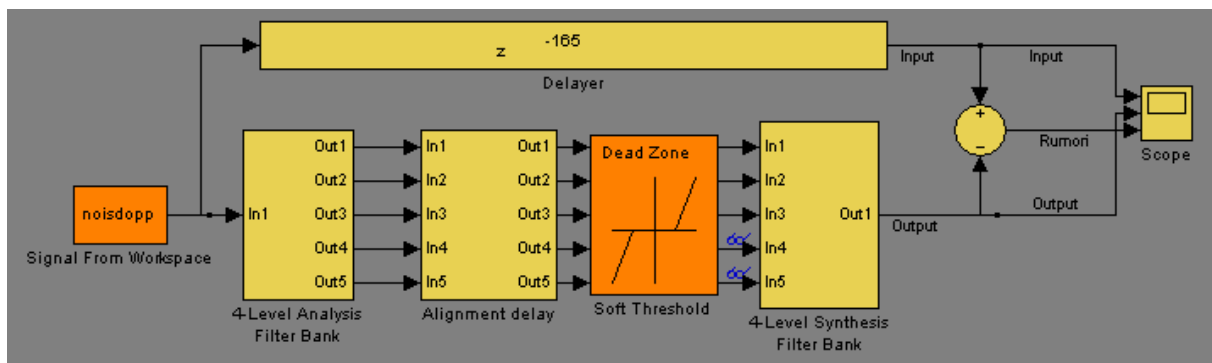 -165
z
Delayer
Input
Input
+
−
Rumori
Scope
noisdopp
Signal From Workspace
In1
Out1
Out2
Out3
Out4
Out5
4-Level Analysis
Filter Bank
In1
In2
In3
In4
In5
Out1
Out2
Out3
Out4
Out5
Alignment delay
Dead Zone
Soft Threshold
In1
In2
In3
In4
In5
Out1
4-Level Synthesis
Filter Bank
Output
Output